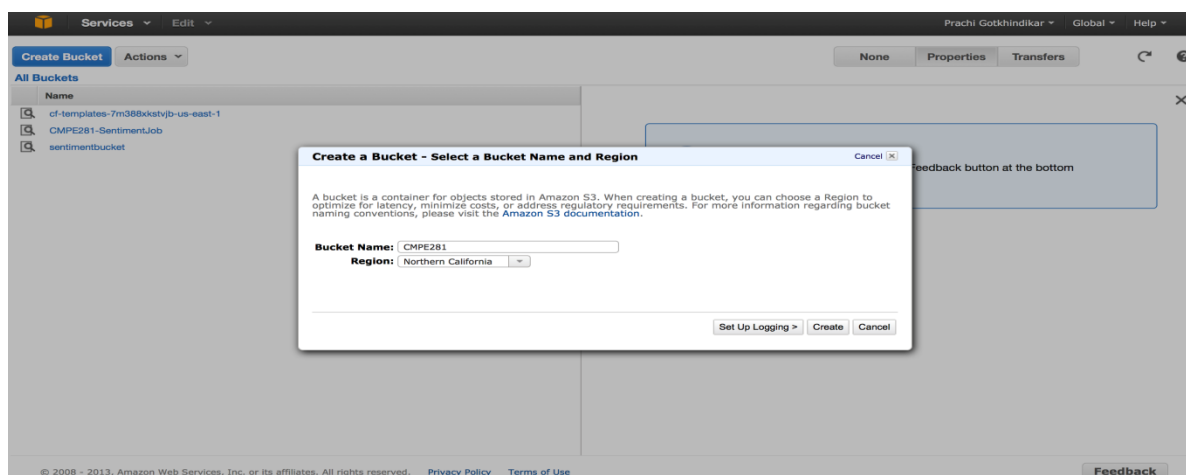 Services Edit Prachi Gotkhindikar Global Help
Create Bucket Actions None Properties Transfers
All Buckets
Name
cf-templates-7m388xkstvjb-us-east-1
CMPE281-SentimentJob
sentimentbucket
Feedback button at the bottom
Create a Bucket - Select a Bucket Name and Region Cancel
A bucket is a container for objects stored in Amazon S3. When creating a bucket, you can choose a Region to
optimize for latency, minimize costs, or address regulatory requirements. For more information regarding bucket
naming conventions, please visit the Amazon S3 documentation.
Bucket Name: CMPE281
Region: Northern California
Set Up Logging > Create Cancel
© 2008 - 2013, Amazon Web Services, Inc. or its affiliates. All rights reserved. Privacy Policy Terms of Use Feedback